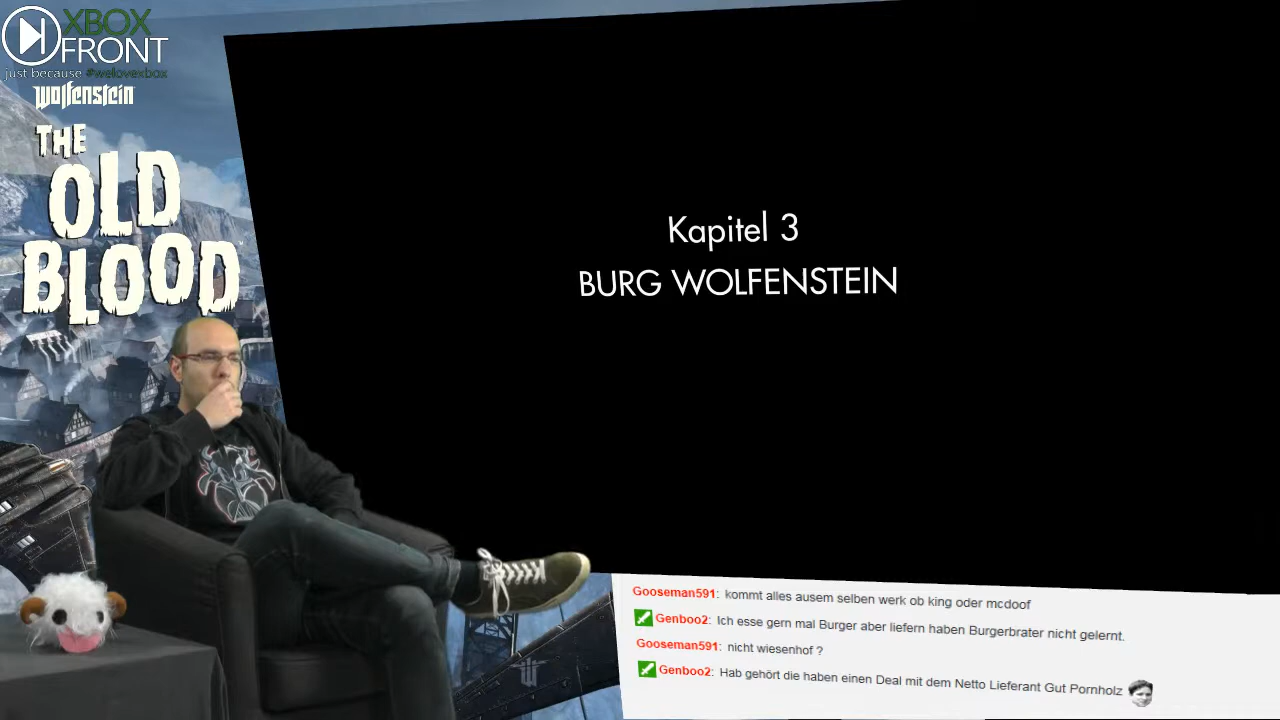 XBOX
FRONT
just because #welovexbox
Wolfenstein
THE
OLD
BLOOD
Kapitel 3
BURG WOLFENSTEIN
Gooseman591: kommt alles ausem selben werk ob king oder mcdoof
Genboo2: Ich esse gern mal Burger aber liefern haben Burgerbrater nicht gelernt.
Gooseman591: nicht wiesenhof ?
Genboo2: Hab gehört die haben einen Deal mit dem Netto Lieferant Gut Pornholz